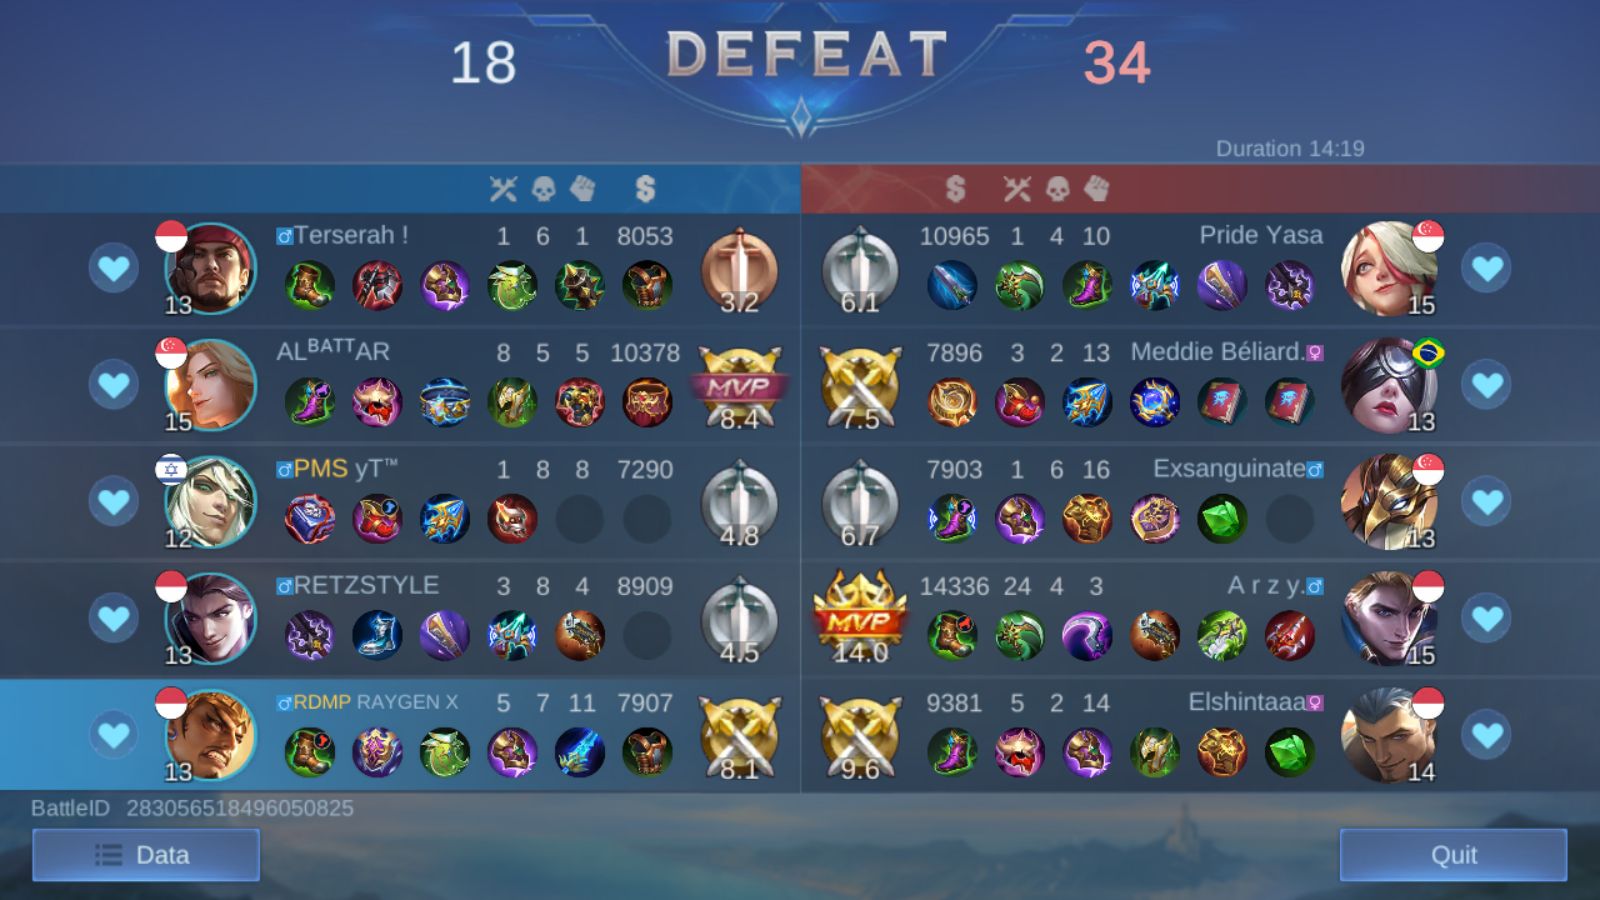 18 DEFEAT 34
Duration 14:19
13 ♂Terserah ! 1 6 1 8053 3.2
6.1 10965 1 4 10 Pride Yasa 15
15 ALᴮᴬᵀᵀAR 8 5 5 10378 MVP 8.4
7.5 7896 3 2 13 Meddie Béliard.♀ 13
12 ♂PMS yT™ 1 8 8 7290 4.8
6.7 7903 1 6 16 Exsanguinate♂ 13
13 ♂RETZSTYLE 3 8 4 8909 4.5
MVP 14.0 14336 24 4 3 A r z y.♂ 15
13 ♂RDMP RAYGEN X 5 7 11 7907 8.1
9.6 9381 5 2 14 Elshintaaa♀ 14
BattleID 283056518496050825
Data
Quit